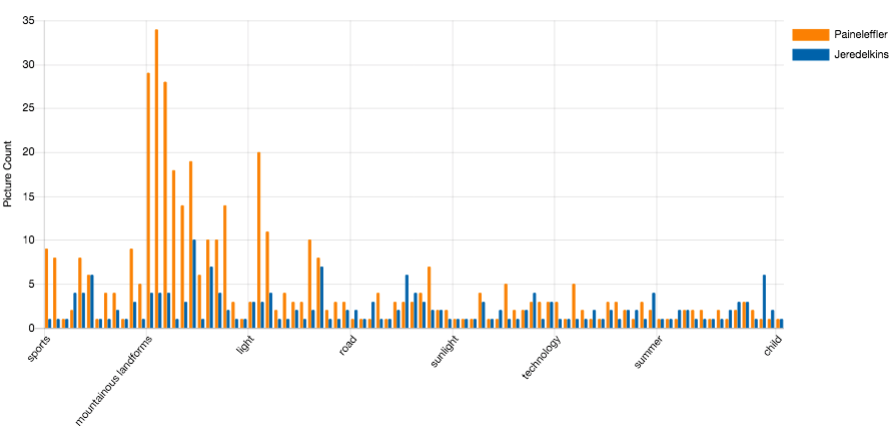 35
30
25
20
15
10
5
0
Picture Count
sports
mountainous landforms
light
road
sunlight
technology
summer
child
Paineleffler
Jeredelkins